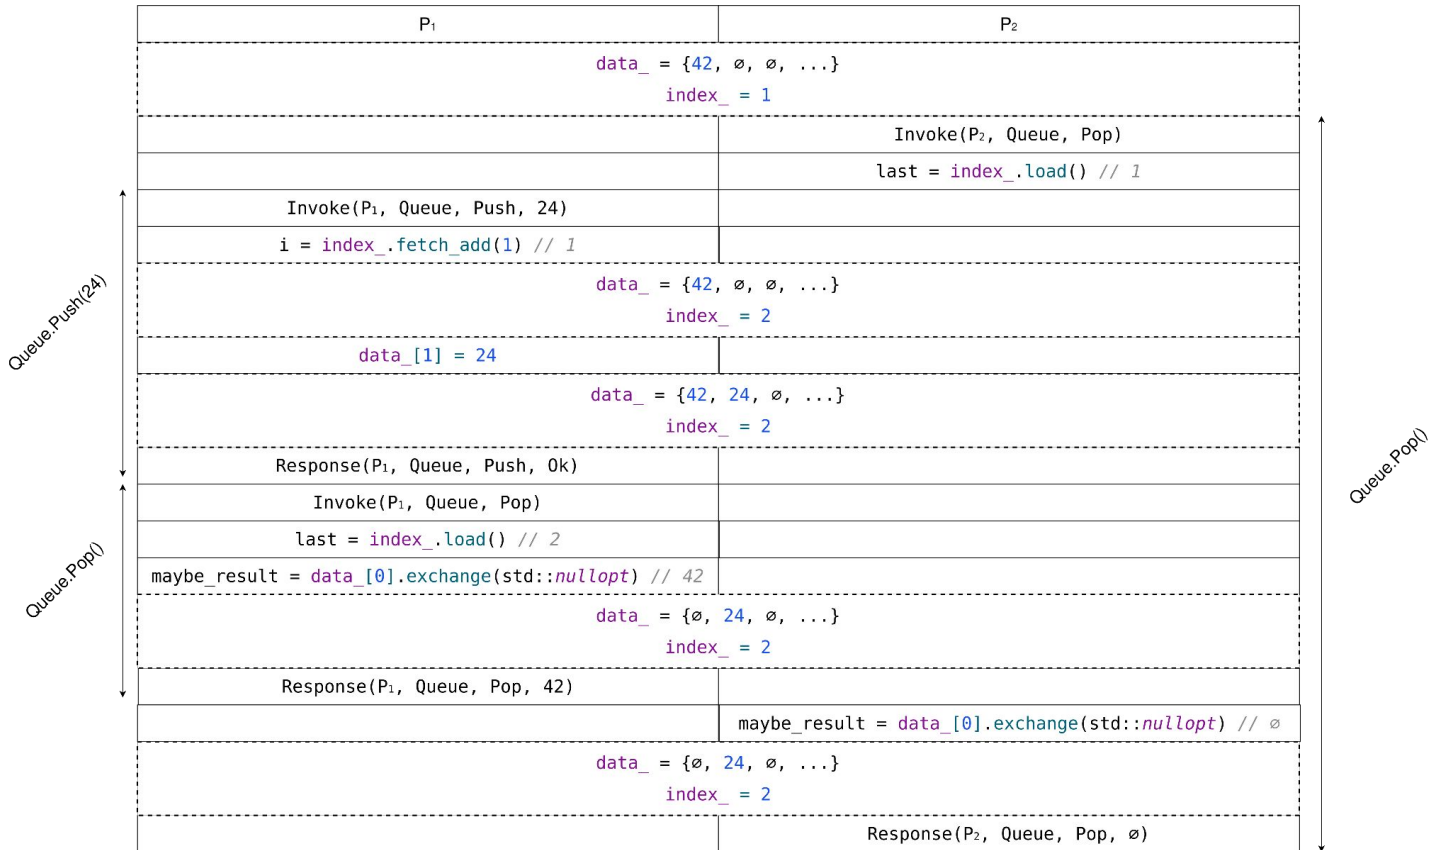 P₁
P₂
data_ = {42, ∅, ∅, ...}
index_ = 1
Invoke(P₂, Queue, Pop)
last = index_.load() // 1
Invoke(P₁, Queue, Push, 24)
i = index_.fetch_add(1) // 1
data_ = {42, ∅, ∅, ...}
index_ = 2
Queue.Push(24)
data_[1] = 24
data_ = {42, 24, ∅, ...}
index_ = 2
Response(P₁, Queue, Push, Ok)
Queue.Pop()
Invoke(P₁, Queue, Pop)
last = index_.load() // 2
Queue.Pop()
maybe_result = data_[0].exchange(std::nullopt) // 42
data_ = {∅, 24, ∅, ...}
index_ = 2
Response(P₁, Queue, Pop, 42)
maybe_result = data_[0].exchange(std::nullopt) // ∅
data_ = {∅, 24, ∅, ...}
index_ = 2
Response(P₂, Queue, Pop, ∅)